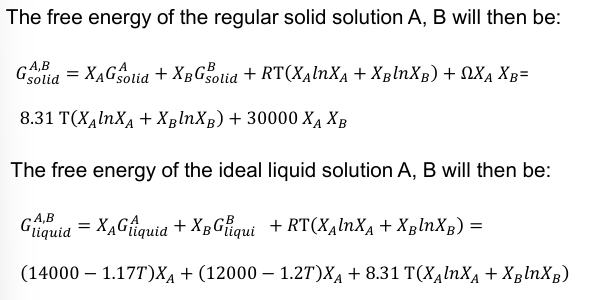 The free energy of the regular solid solution A, B will then be:
G^{A,B}_{solid} = X_A G^A_{solid} + X_B G^B_{solid} + RT(X_A lnX_A + X_B lnX_B) + ΩX_A X_B=
8.31 T(X_A lnX_A + X_B lnX_B) + 30000 X_A X_B
The free energy of the ideal liquid solution A, B will then be:
G^{A,B}_{liquid} = X_A G^A_{liquid} + X_B G^B_{liqui} + RT(X_A lnX_A + X_B lnX_B) =
(14000 − 1.17T)X_A + (12000 − 1.2T)X_A + 8.31 T(X_A lnX_A + X_B lnX_B)